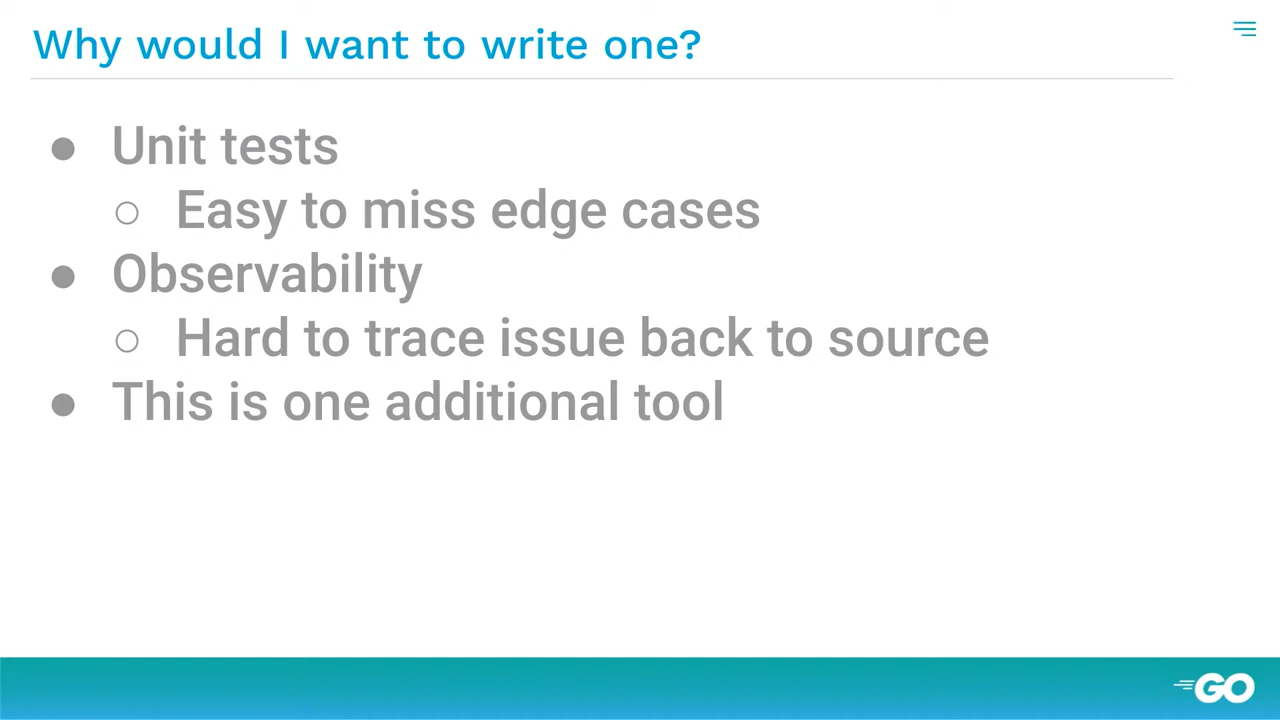 Why would I want to write one?
● Unit tests
○ Easy to miss edge cases
● Observability
○ Hard to trace issue back to source
● This is one additional tool
GO